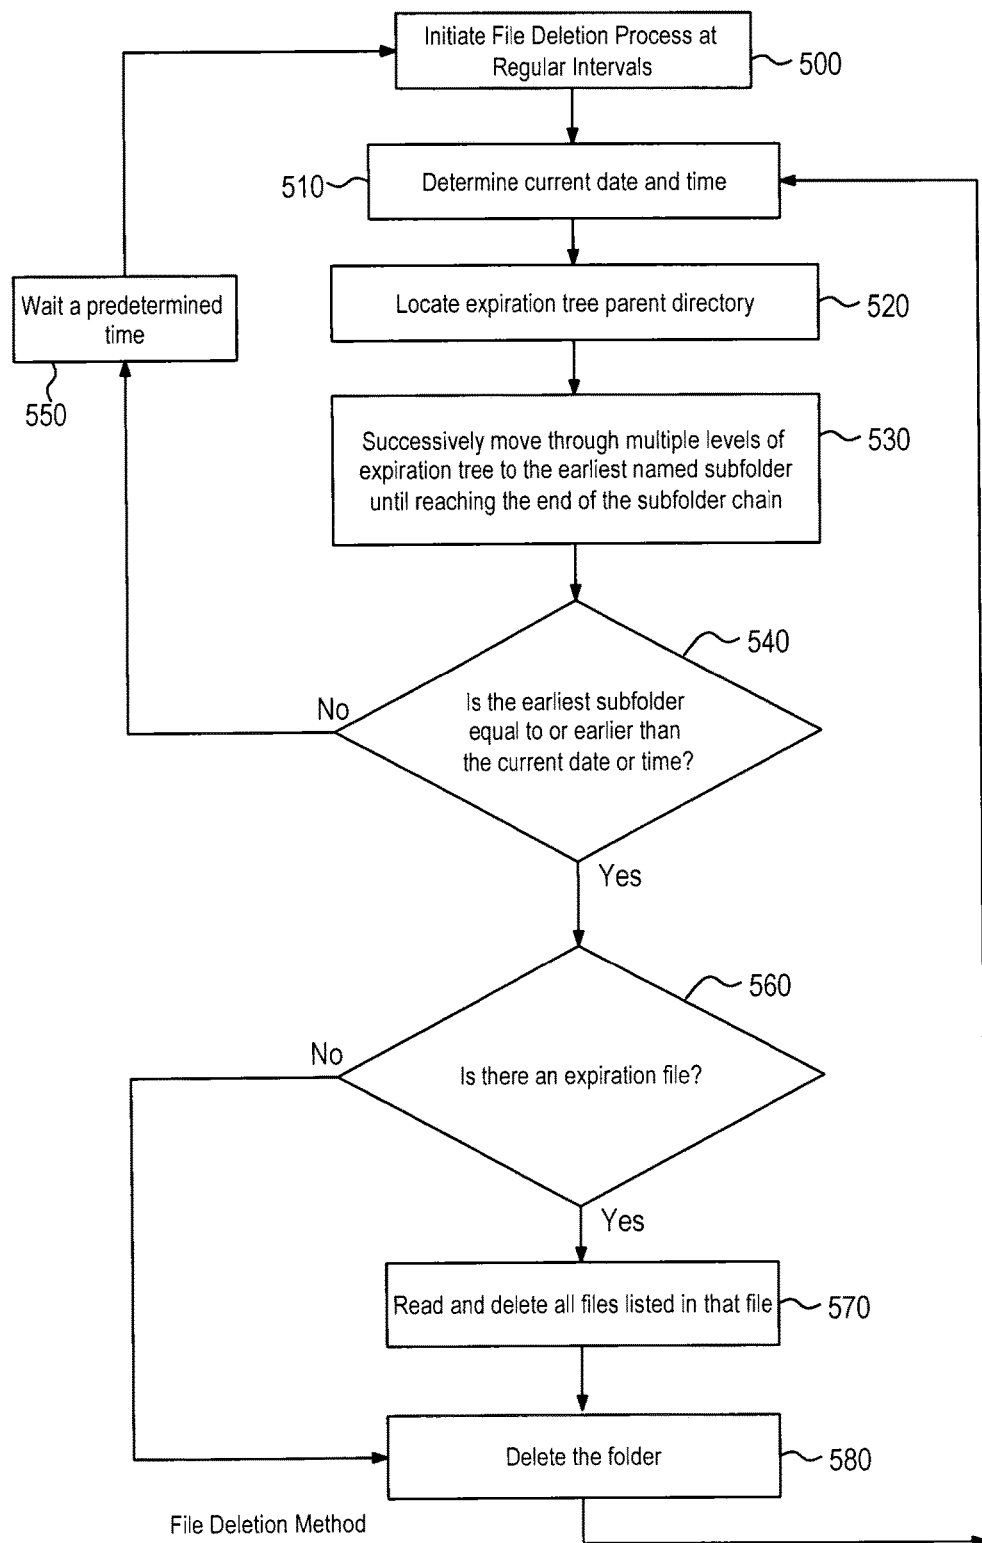 Initiate File Deletion Process at
Regular Intervals
500
510
Determine current date and time
Wait a predetermined
time
550
Locate expiration tree parent directory
520
Successively move through multiple levels of
expiration tree to the earliest named subfolder
until reaching the end of the subfolder chain
530
540
Is the earliest subfolder
equal to or earlier than
the current date or time?
No
Yes
560
Is there an expiration file?
No
Yes
Read and delete all files listed in that file
570
Delete the folder
580
File Deletion Method